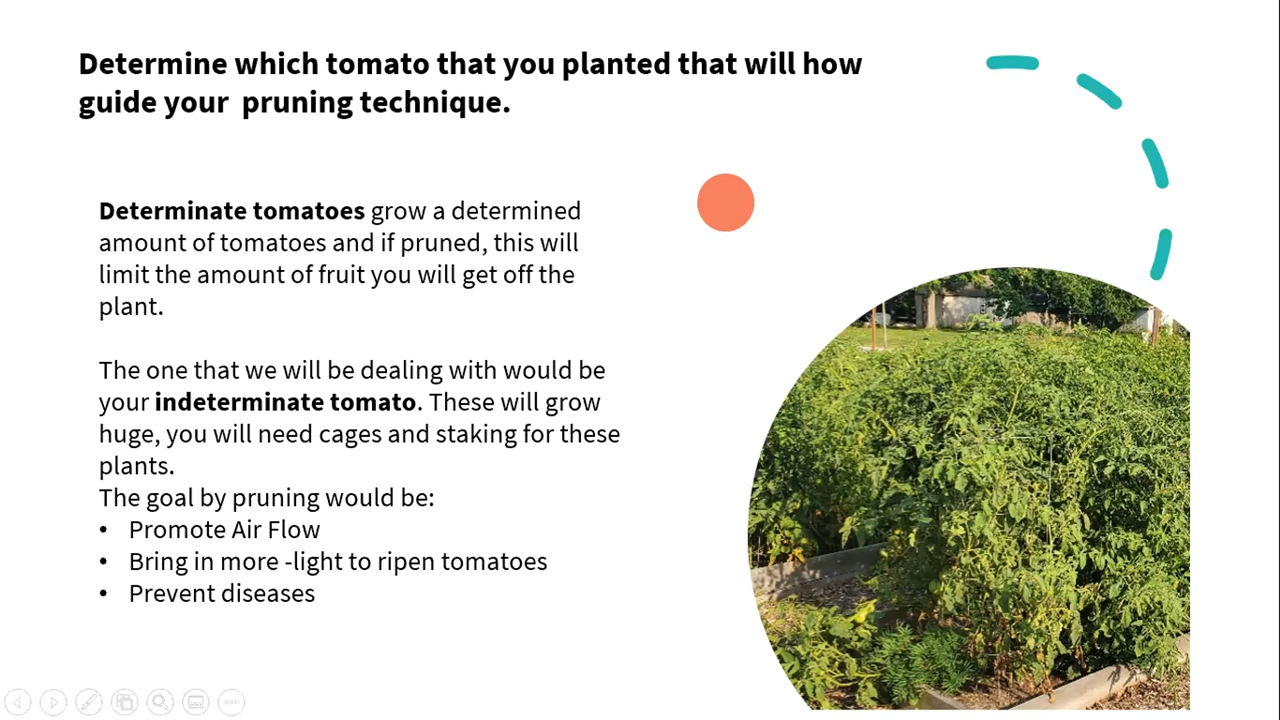 Determine which tomato that you planted that will how
guide your  pruning technique.
Determinate tomatoes grow a determined
amount of tomatoes and if pruned, this will
limit the amount of fruit you will get off the
plant.
The one that we will be dealing with would be
your indeterminate tomato. These will grow
huge, you will need cages and staking for these
plants.
The goal by pruning would be:
• Promote Air Flow
• Bring in more -light to ripen tomatoes
• Prevent diseases